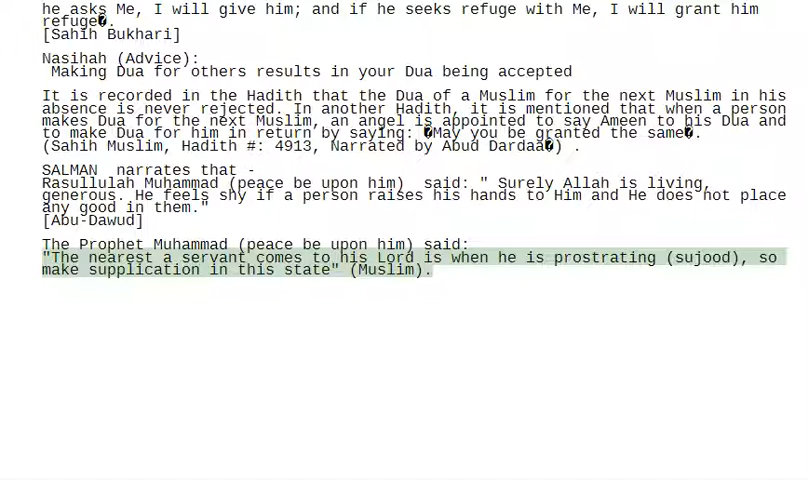 he asks Me, I will give him; and if he seeks refuge with Me, I will grant him
refuge�.
[Sahih Bukhari]
Nasihah (Advice):
Making Dua for others results in your Dua being accepted
It is recorded in the Hadith that the Dua of a Muslim for the next Muslim in his
absence is never rejected. In another Hadith, it is mentioned that when a person
makes Dua for the next Muslim, an angel is appointed to say Ameen to his Dua and
to make Dua for him in return by saying: �May you be granted the same�.
(Sahih Muslim, Hadith #: 4913, Narrated by Abud Dardaa�) .
SALMAN  narrates that -
Rasullulah Muhammad (peace be upon him)  said: " Surely Allah is living,
generous. He feels shy if a person raises his hands to Him and He does not place
any good in them."
[Abu-Dawud]
The Prophet Muhammad (peace be upon him) said:
"The nearest a servant comes to his Lord is when he is prostrating (sujood), so
make supplication in this state" (Muslim).